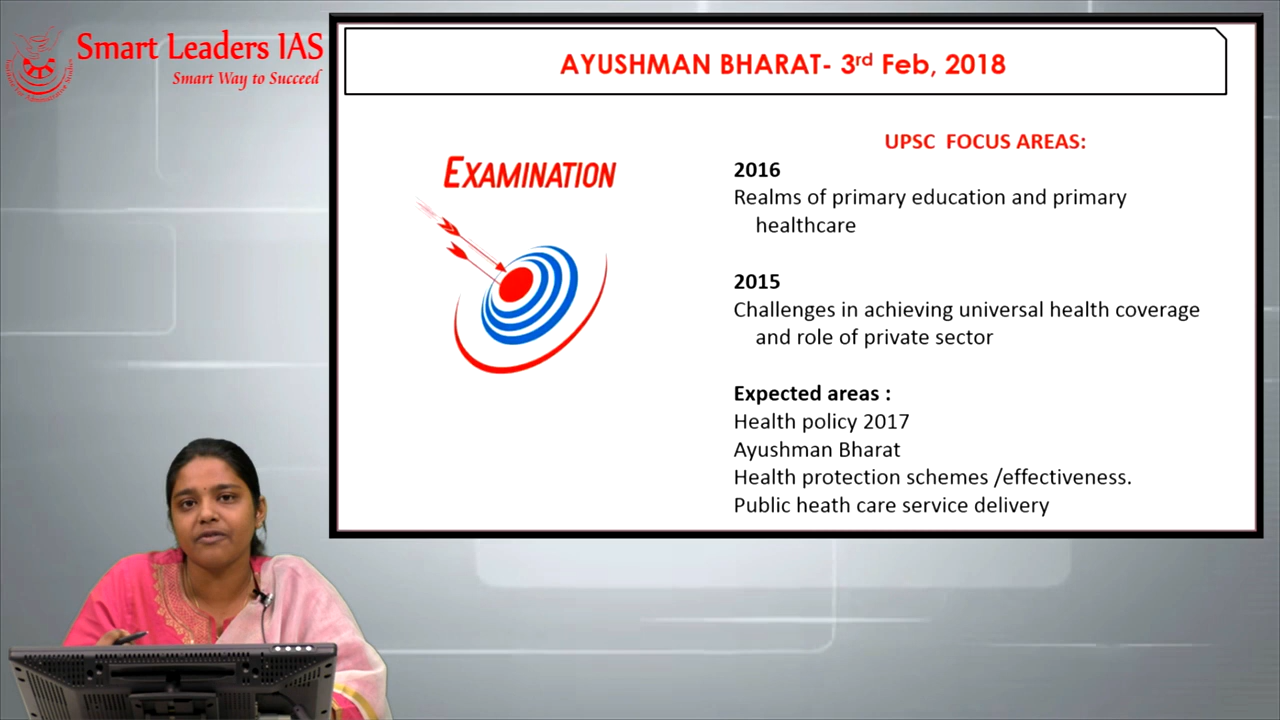 Smart Leaders IAS
Smart Way to Succeed
AYUSHMAN BHARAT- 3rd Feb, 2018
EXAMINATION
UPSC FOCUS AREAS:
2016
Realms of primary education and primary
healthcare
2015
Challenges in achieving universal health coverage
and role of private sector
Expected areas :
Health policy 2017
Ayushman Bharat
Health protection schemes /effectiveness.
Public heath care service delivery